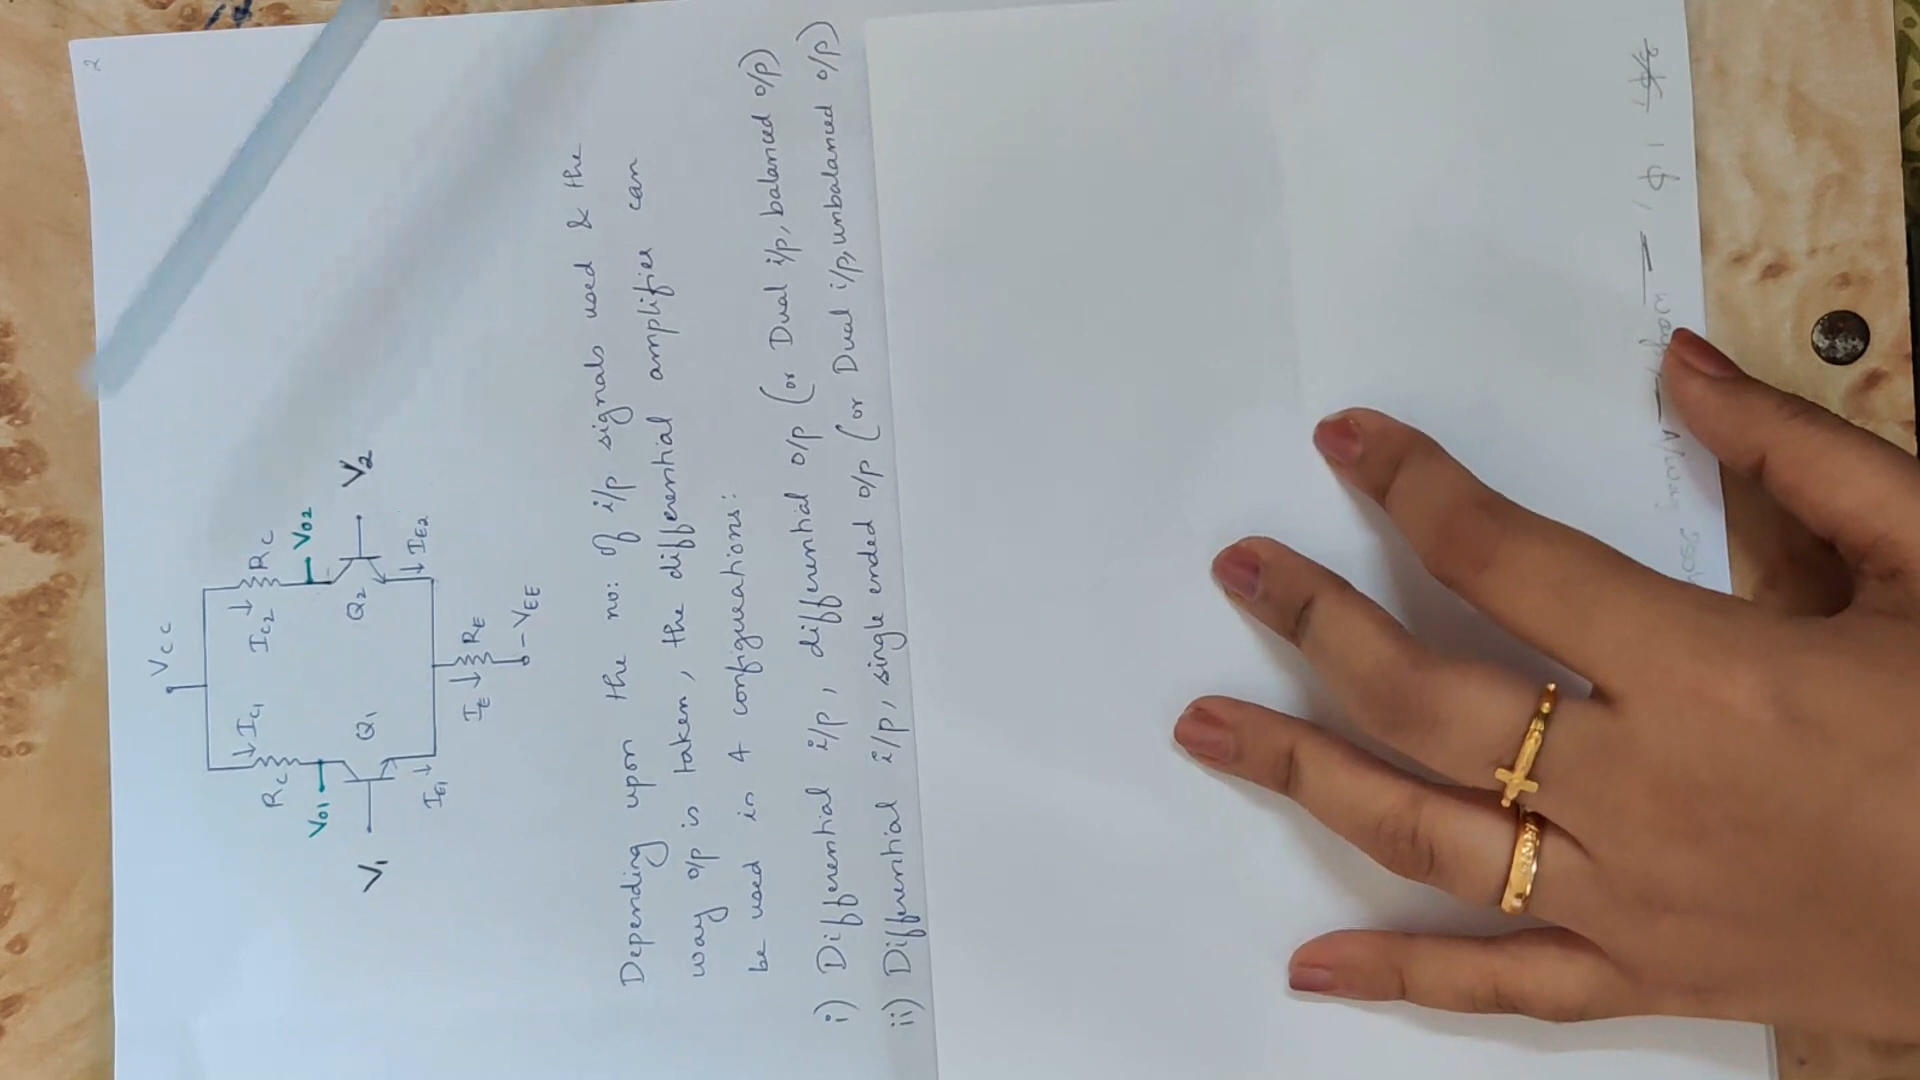 2
Vcc
Ic1
Ic2
Rc
Rc
Vo1
Vo2
Q1
Q2
V1
V2
IE1
IE2
IE
RE
-VEE
Depending upon the no: of i/p signals used & the
way o/p is taken, the differential amplifier can
be used in 4 configurations:
i) Differential i/p, differential o/p (or Dual i/p, balanced o/p)
ii) Differential i/p, single ended o/p (or Dual i/p, unbalanced o/p)